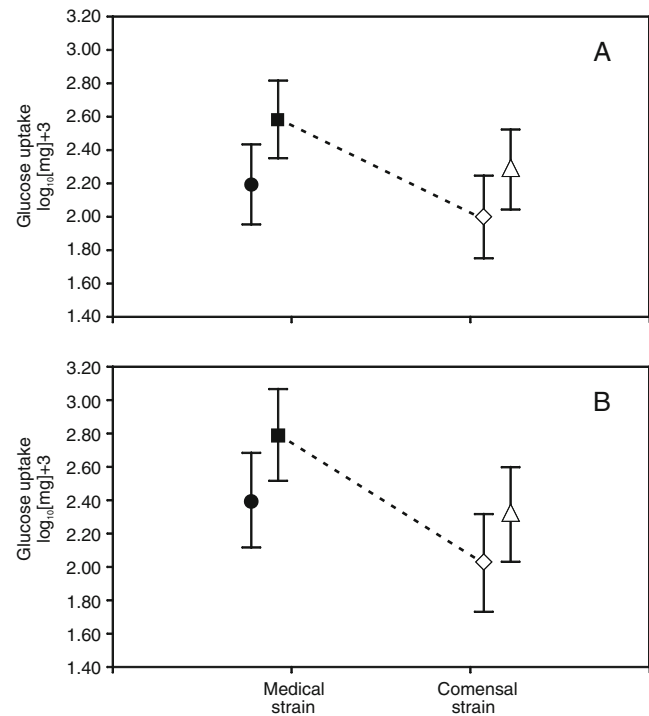 A
3.20
3.00
2.80
2.60
2.40
2.20
2.00
1.80
1.60
1.40
Glucose uptake
log₁₀[mg]+3
B
3.20
3.00
2.80
2.60
2.40
2.20
2.00
1.80
1.60
1.40
Glucose uptake
log₁₀[mg]+3
Medical
strain
Comensal
strain